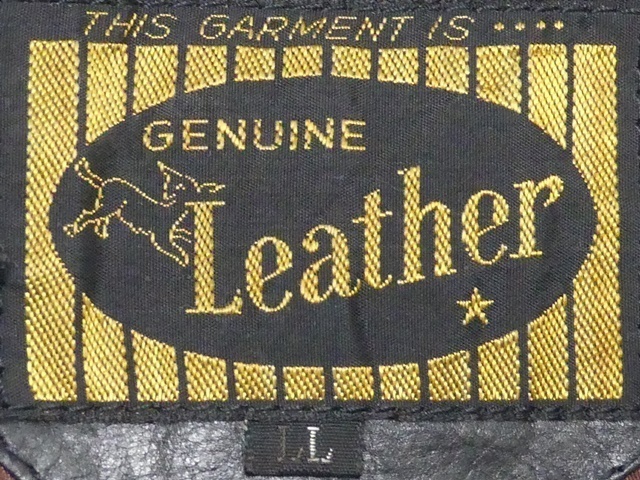 THIS GARMENT IS ••••
GENUINE
Leather
LL